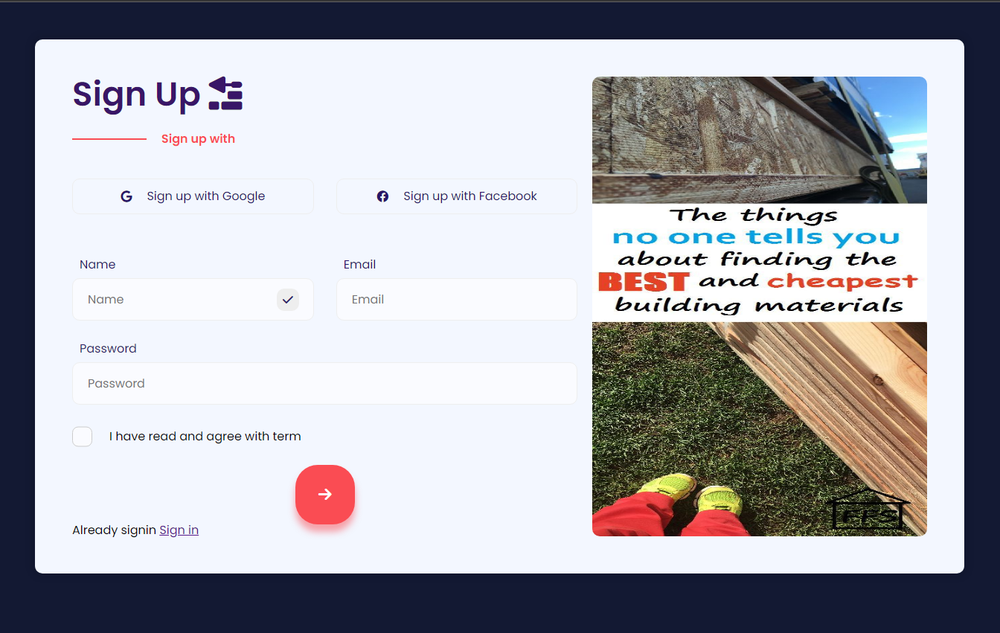 Sign Up
Sign up with
Sign up with Google
Sign up with Facebook
Name
Email
Name
Email
Password
Password
I have read and agree with term
Already signin Sign in
The things
no one tells you
about finding the
BEST and cheapest
building materials
FFS